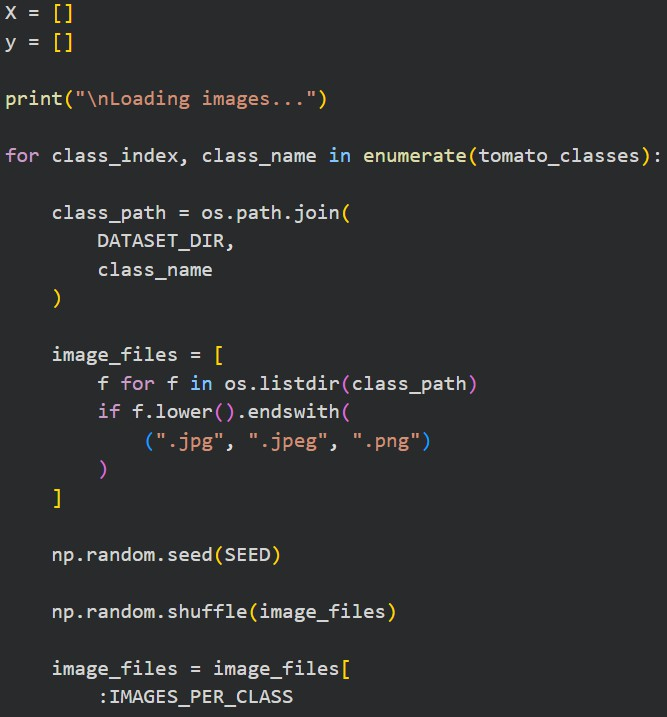 X = []
y = []
print("\nLoading images...")
for class_index, class_name in enumerate(tomato_classes):
    class_path = os.path.join(
        DATASET_DIR,
        class_name
    )
    image_files = [
        f for f in os.listdir(class_path)
        if f.lower().endswith(
            (".jpg", ".jpeg", ".png")
        )
    ]
    np.random.seed(SEED)
    np.random.shuffle(image_files)
    image_files = image_files[
        :IMAGES_PER_CLASS